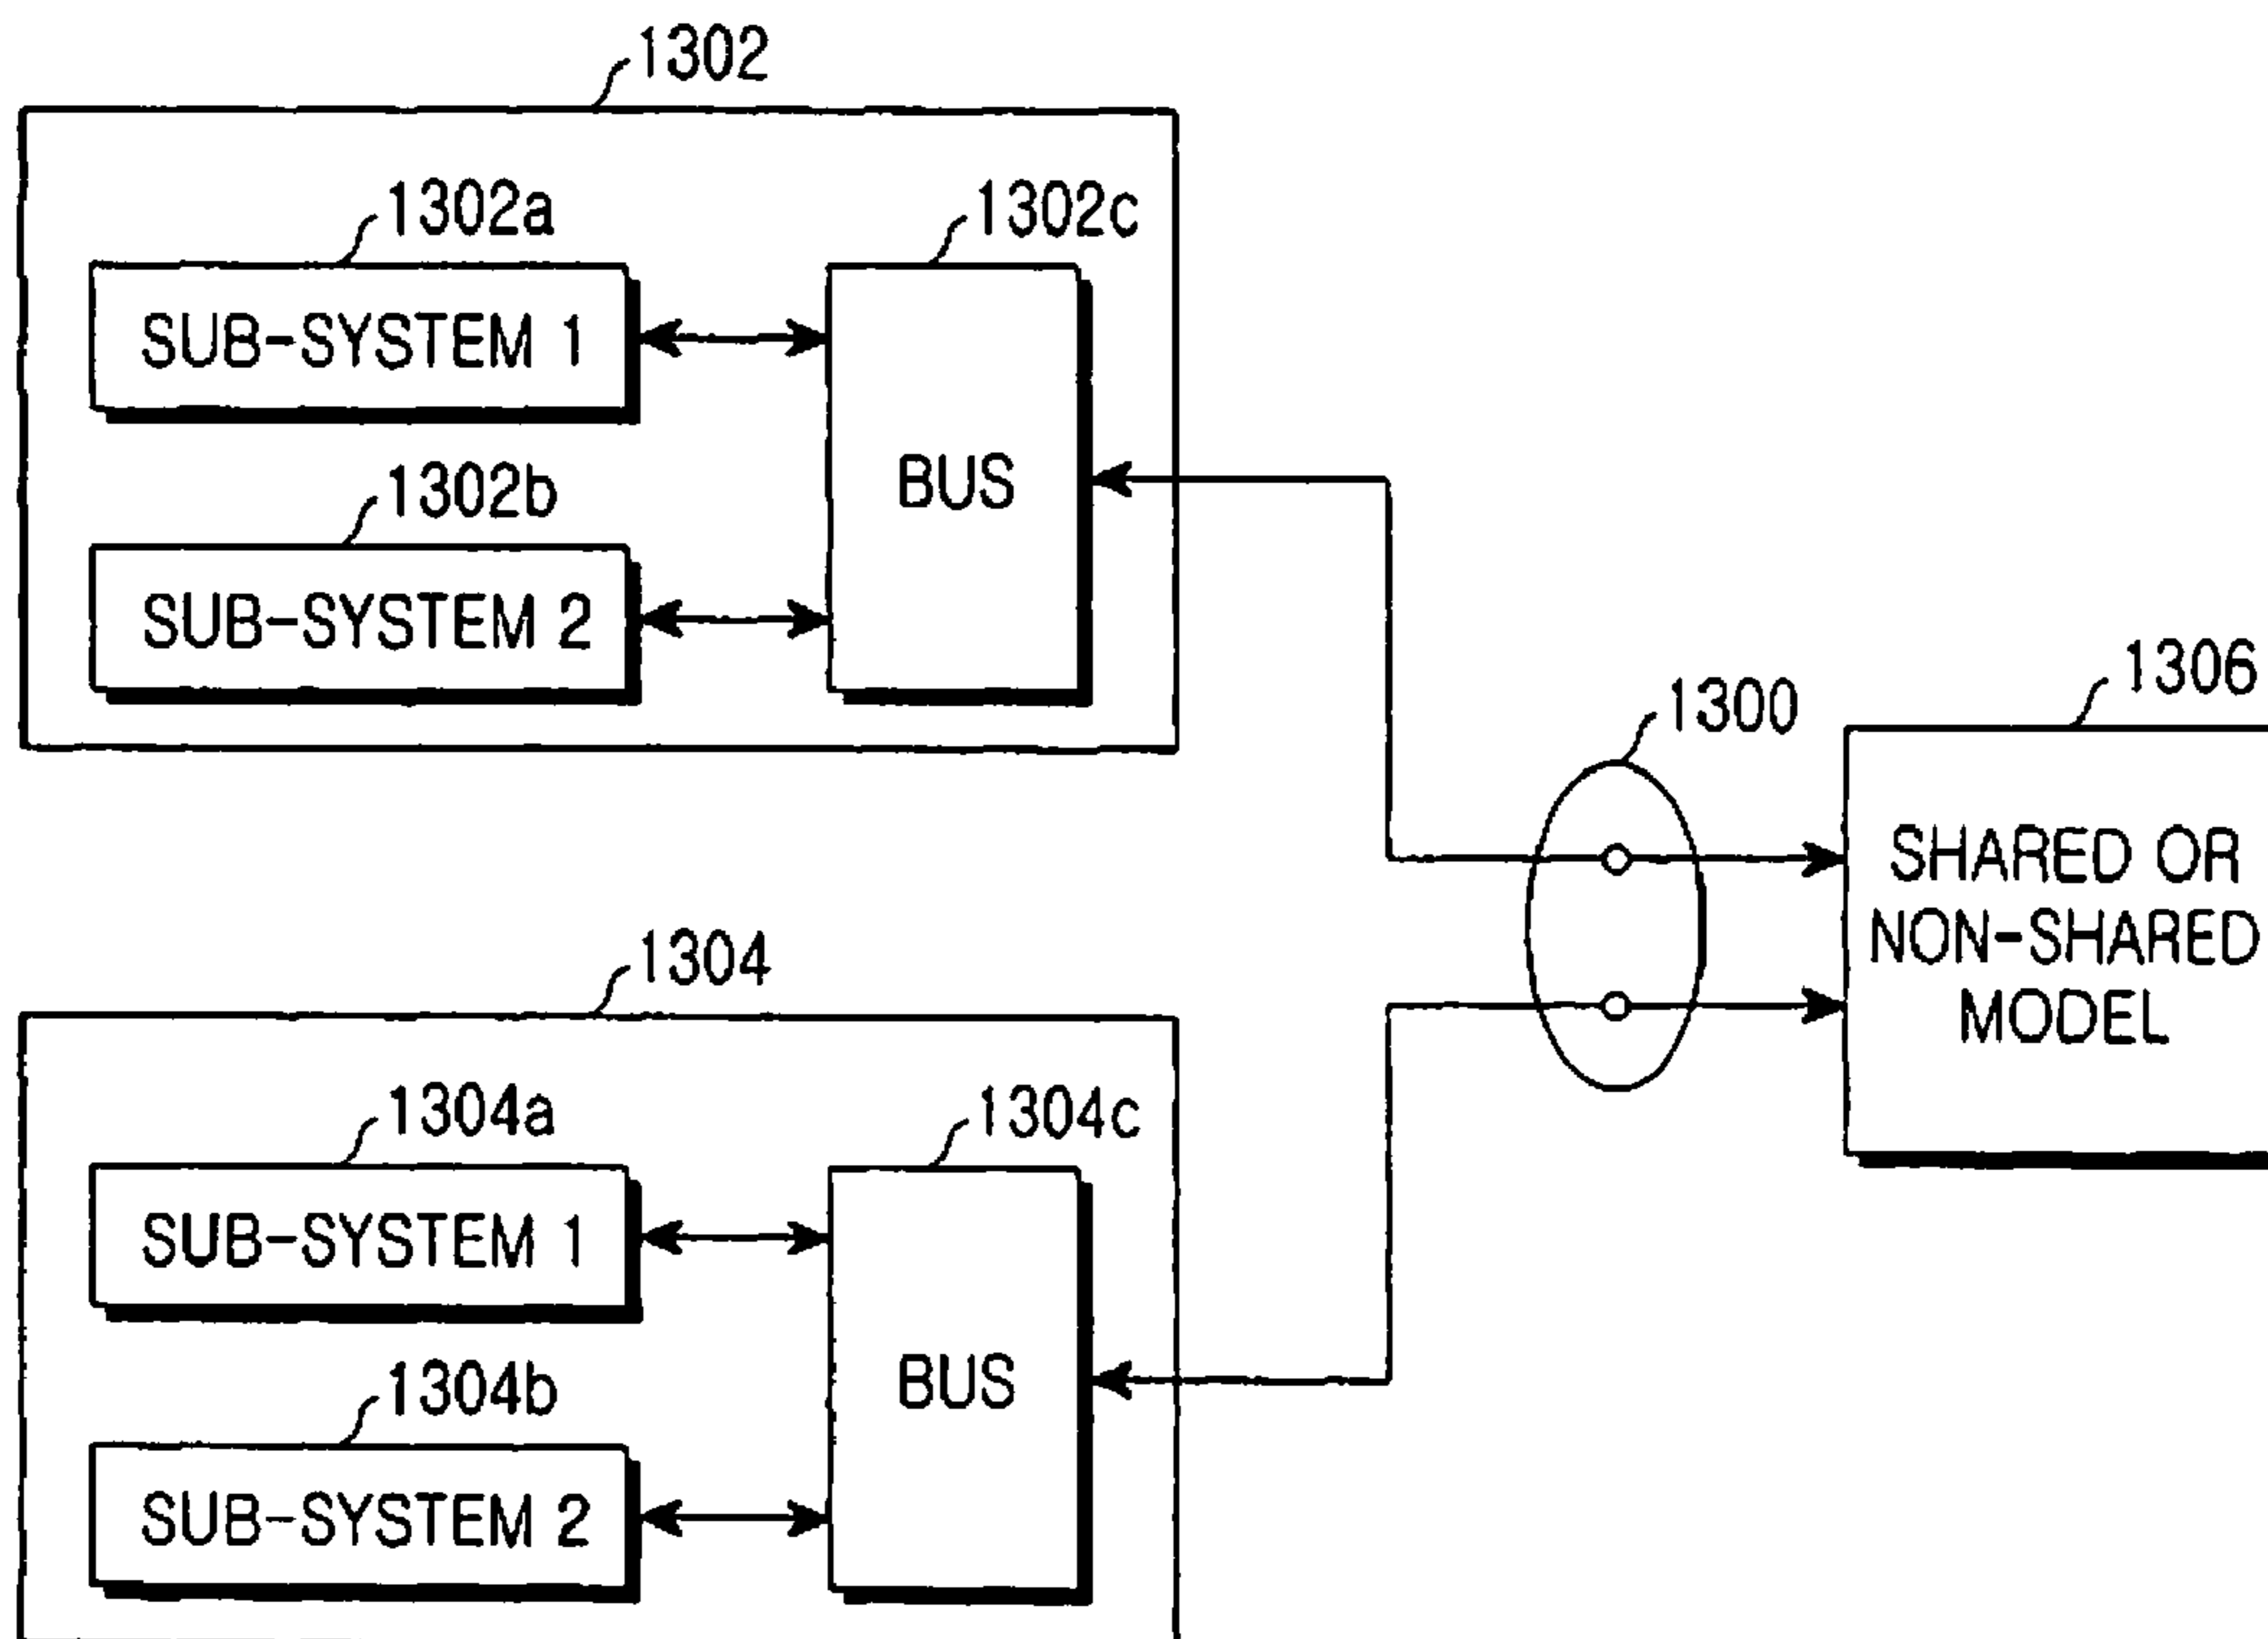 1302
1302a
1302c
SUB-SYSTEM 1
BUS
1302b
SUB-SYSTEM 2
1306
1300
SHARED OR
NON-SHARED
MODEL
1304
1304a
1304c
SUB-SYSTEM 1
BUS
1304b
SUB-SYSTEM 2